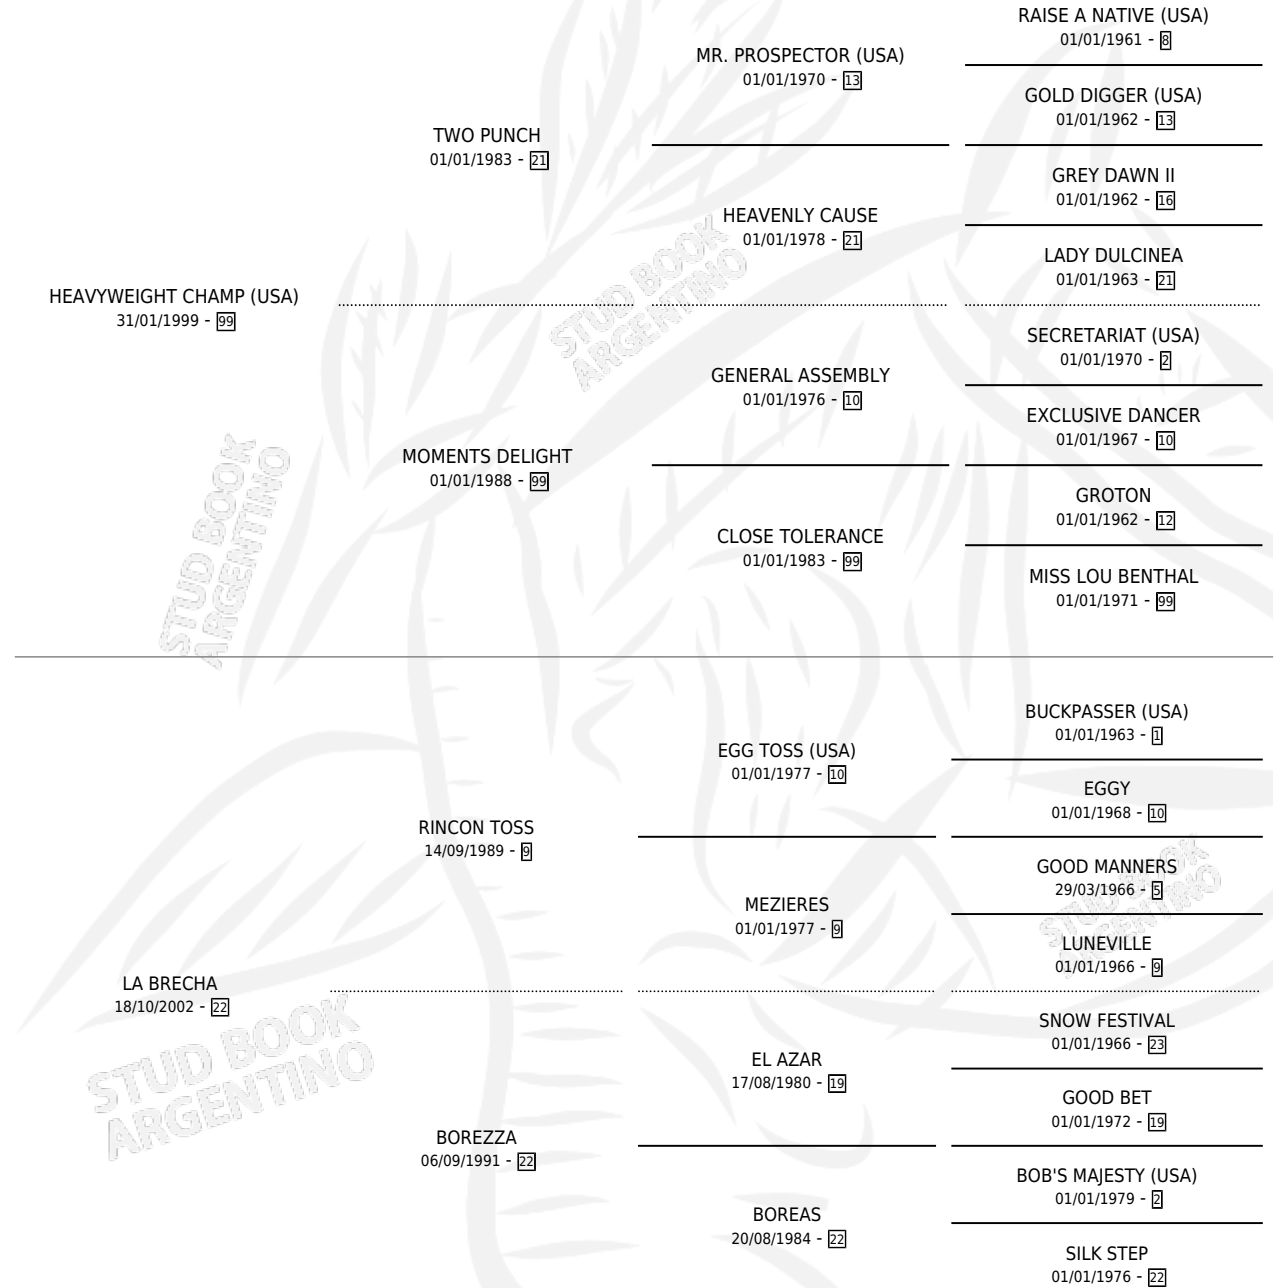 RAISE A NATIVE (USA)
01/01/1961 - 8
MR. PROSPECTOR (USA)
01/01/1970 - 13
GOLD DIGGER (USA)
01/01/1962 - 13
TWO PUNCH
01/01/1983 - 21
GREY DAWN II
01/01/1962 - 16
HEAVENLY CAUSE
01/01/1978 - 21
LADY DULCINEA
01/01/1963 - 21
HEAVYWEIGHT CHAMP (USA)
31/01/1999 - 99
SECRETARIAT (USA)
01/01/1970 - 2
GENERAL ASSEMBLY
01/01/1976 - 10
EXCLUSIVE DANCER
01/01/1967 - 10
MOMENTS DELIGHT
01/01/1988 - 99
GROTON
01/01/1962 - 12
CLOSE TOLERANCE
01/01/1983 - 99
MISS LOU BENTHAL
01/01/1971 - 99
BUCKPASSER (USA)
01/01/1963 - 1
EGG TOSS (USA)
01/01/1977 - 10
EGGY
01/01/1968 - 10
RINCON TOSS
14/09/1989 - 9
GOOD MANNERS
29/03/1966 - 5
MEZIERES
01/01/1977 - 9
LUNEVILLE
01/01/1966 - 9
LA BRECHA
18/10/2002 - 22
SNOW FESTIVAL
01/01/1966 - 23
EL AZAR
17/08/1980 - 19
GOOD BET
01/01/1972 - 19
BOREZZA
06/09/1991 - 22
BOB'S MAJESTY (USA)
01/01/1979 - 2
BOREAS
20/08/1984 - 22
SILK STEP
01/01/1976 - 22
STUD BOOK
ARGENTINO
STUD BOOK
ARGENTINO
STUD BOOK
ARGENTINO
STUD BOOK
ARGENTINO